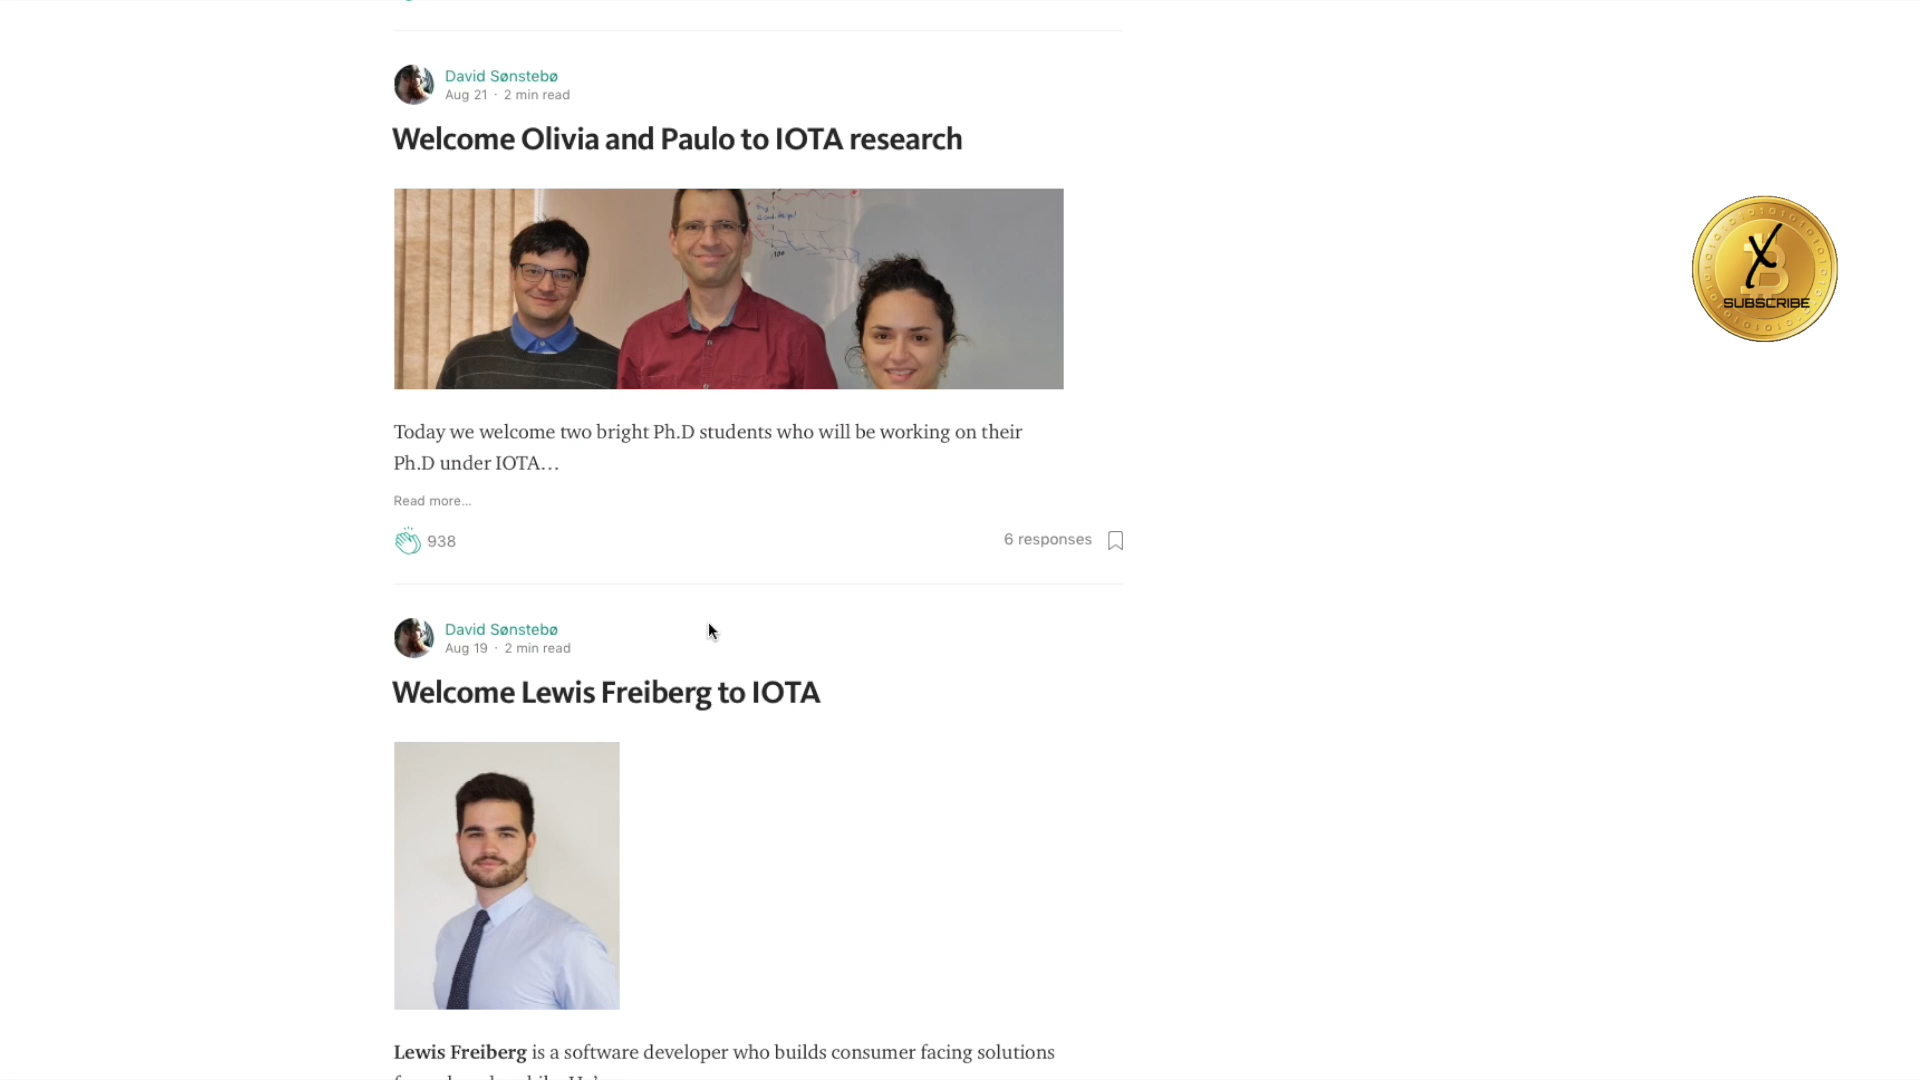 David Sønstebø
Aug 21 · 2 min read
Welcome Olivia and Paulo to IOTA research
Today we welcome two bright Ph.D students who will be working on their
Ph.D under IOTA…
Read more...
938
6 responses
SUBSCRIBE
David Sønstebø
Aug 19 · 2 min read
Welcome Lewis Freiberg to IOTA
Lewis Freiberg is a software developer who builds consumer facing solutions